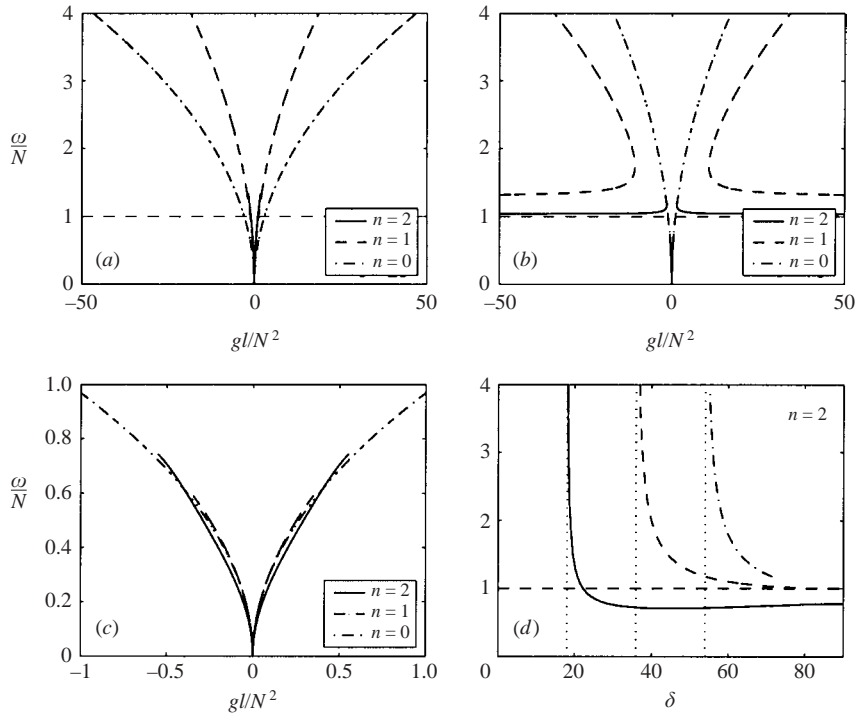 4
3
2
1
0
ω/N
(a)
n = 2
n = 1
n = 0
−50 0 50
gl/N²
4
3
2
1
0
(b)
n = 2
n = 1
n = 0
−50 0 50
gl/N²
1.0
0.8
0.6
0.4
0.2
0
ω/N
(c)
n = 2
n = 1
n = 0
−1 −0.5 0 0.5 1.0
gl/N²
4
3
2
1
n = 2
(d)
0 20 40 60 80
δ